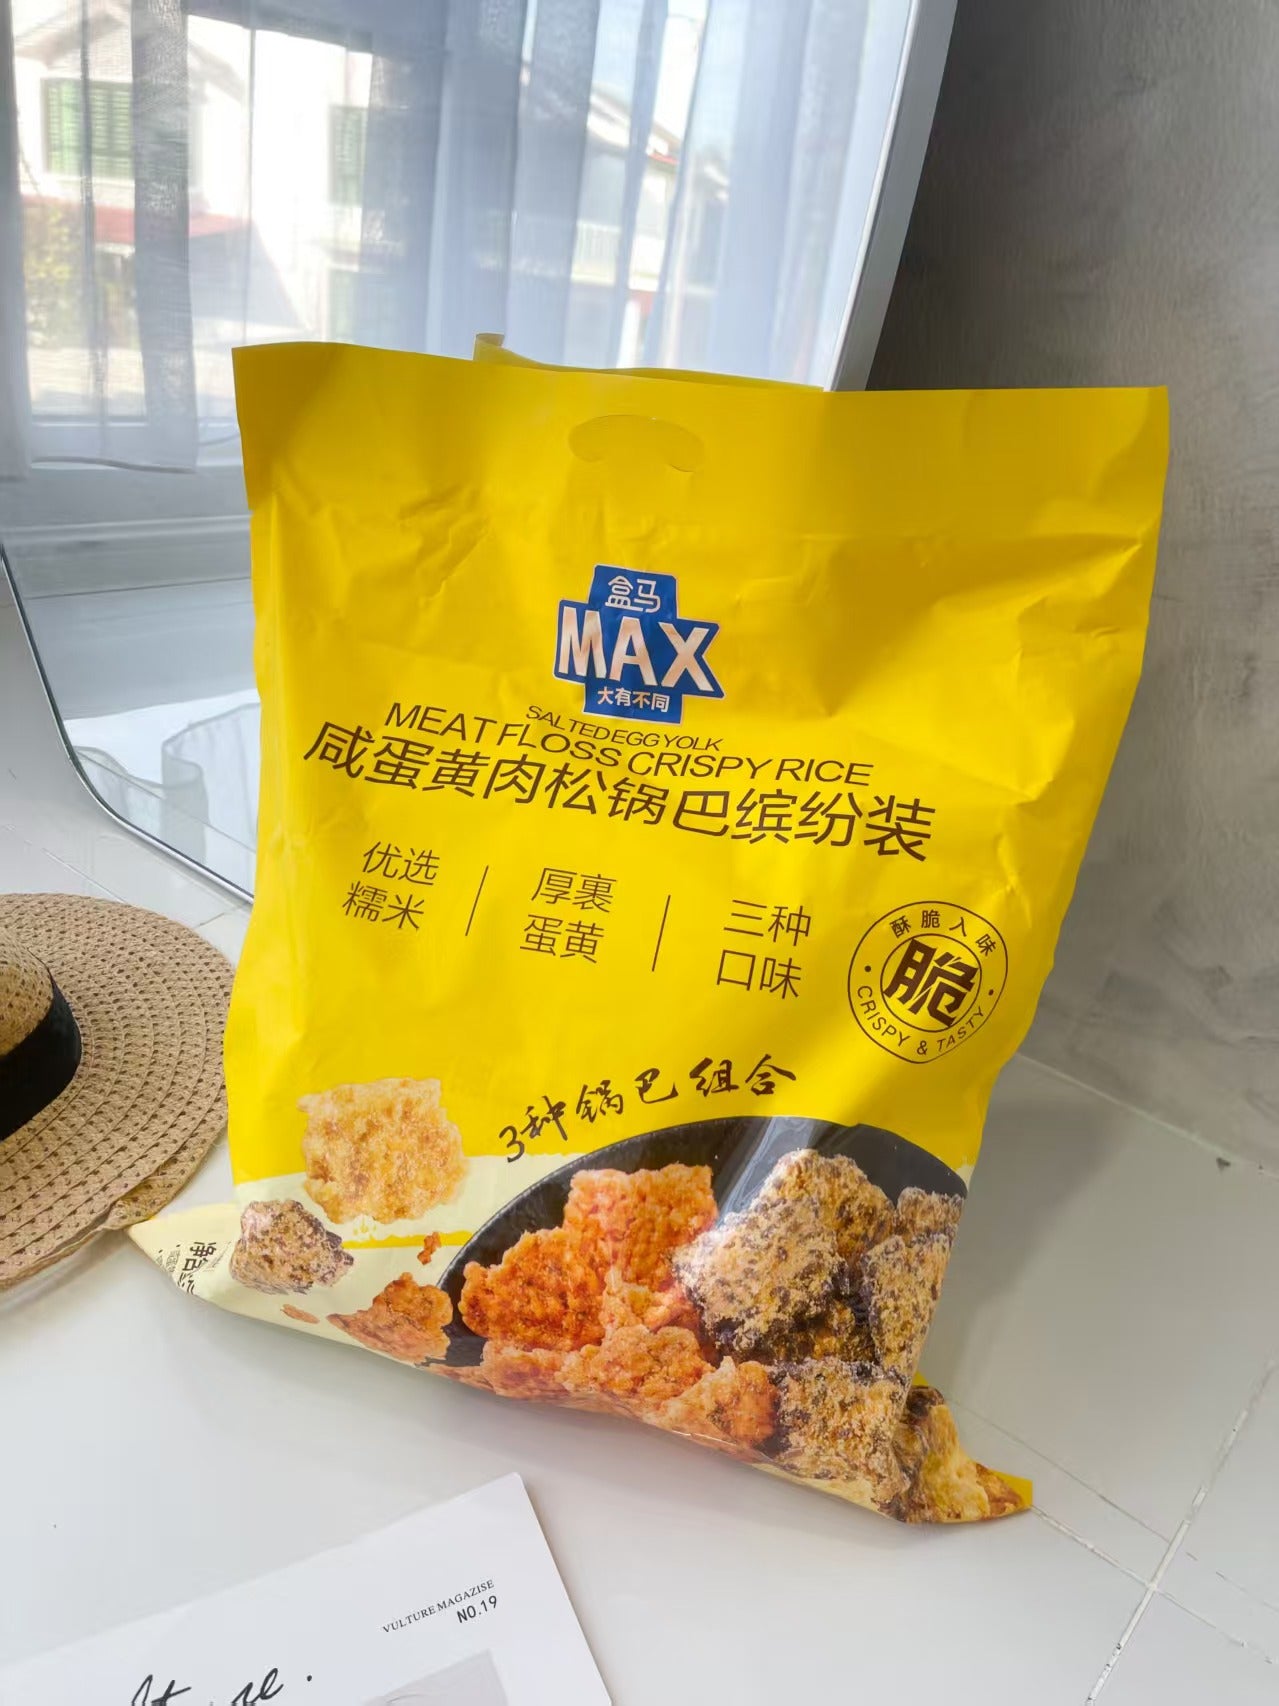 盒马
MAX
大有不同
SALTED EGG YOLK
MEAT FLOSS CRISPY RICE
咸蛋黄肉松锅巴缤纷装
优选
糯米
厚裹
蛋黄
三种
口味
酥脆入味
脆
CRISPY & TASTY
3种锅巴组合
VULTURE MAGAZISE
NO.19